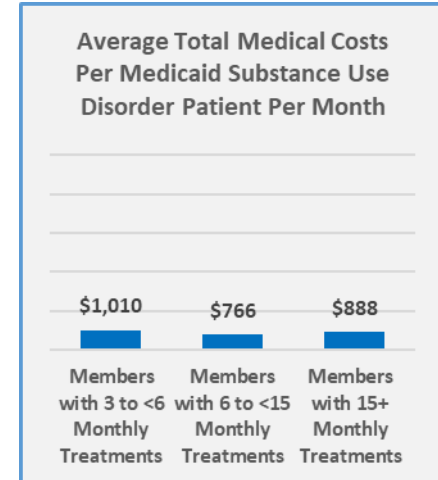 Average Total Medical Costs
Per Medicaid Substance Use
Disorder Patient Per Month
$1,010
$766
$888
Members
with 3 to <6
Monthly
Treatments
Members
with 6 to <15
Monthly
Treatments
Members
with 15+
Monthly
Treatments